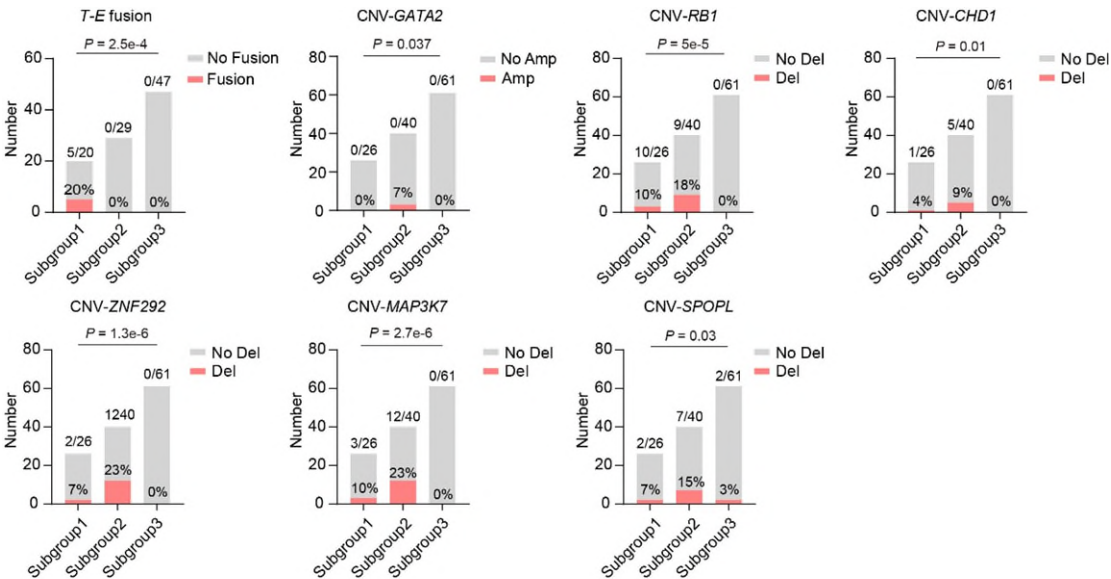 T-E fusion
P = 2.5e-4
No Fusion
Fusion
Number
60
40
20
0
5/20
0/29
0/47
20%
0%
0%
Subgroup1
Subgroup2
Subgroup3
CNV-GATA2
P = 0.037
No Amp
Amp
Number
80
60
40
20
0
0/26
0/40
0/61
0%
7%
0%
Subgroup1
Subgroup2
Subgroup3
CNV-RB1
P = 5e-5
No Del
Del
Number
80
60
40
20
0
10/26
9/40
0/61
10%
18%
0%
Subgroup1
Subgroup2
Subgroup3
CNV-CHD1
P = 0.01
No Del
Del
Number
80
60
40
20
0
1/26
5/40
0/61
4%
9%
0%
Subgroup1
Subgroup2
Subgroup3
CNV-ZNF292
P = 1.3e-6
No Del
Del
Number
80
60
40
20
0
2/26
1240
0/61
7%
23%
0%
Subgroup1
Subgroup2
Subgroup3
CNV-MAP3K7
P = 2.7e-6
No Del
Del
Number
80
60
40
20
0
3/26
12/40
0/61
10%
23%
0%
Subgroup1
Subgroup2
Subgroup3
CNV-SPOPL
P = 0.03
No Del
Del
Number
80
60
40
20
0
2/26
7/40
2/61
7%
15%
3%
Subgroup1
Subgroup2
Subgroup3